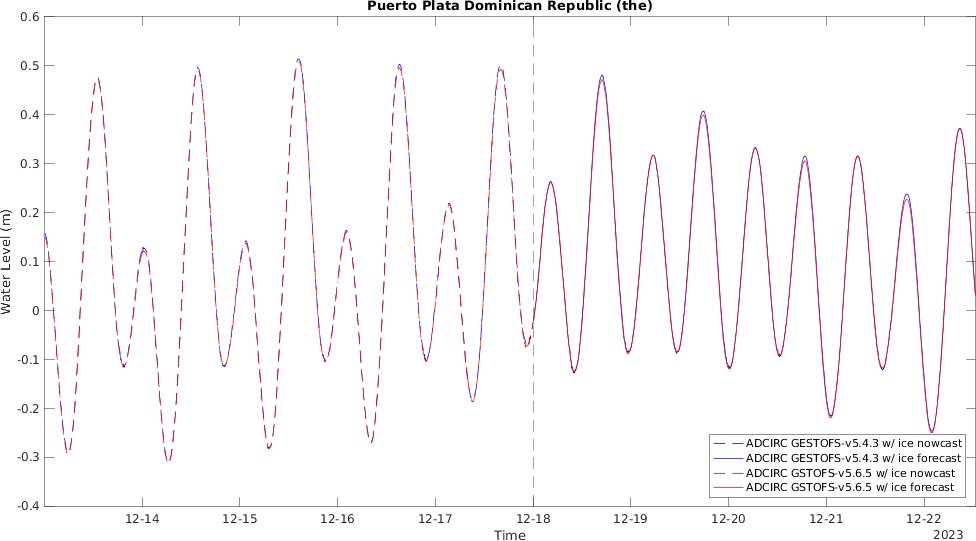 Puerto Plata Dominican Republic (the)
0.6
0.5
0.4
0.3
0.2
0.1
0
-0.1
-0.2
-0.3
-0.4
Water Level (m)
ADCIRC GESTOFS-v5.4.3 w/ ice nowcast
ADCIRC GESTOFS-v5.4.3 w/ ice forecast
ADCIRC GSTOFS-v5.6.5 w/ ice nowcast
ADCIRC GSTOFS-v5.6.5 w/ ice forecast
12-14 12-15 12-16 12-17 12-18 12-19 12-20 12-21 12-22
Time
2023